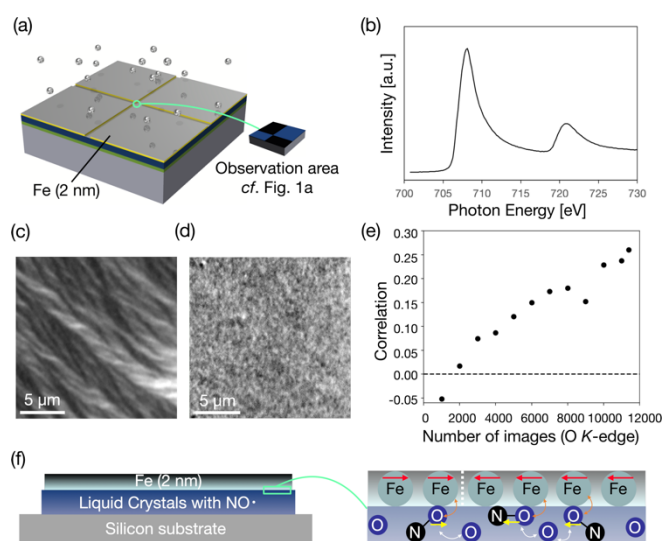 (a)
Fe (2 nm)
Observation area
cf. Fig. 1a
(b)
Intensity [a.u.]
700 705 710 715 720 725 730
Photon Energy [eV]
(c)
5 μm
(d)
5 μm
(e)
Correlation
0.30
0.25
0.20
0.15
0.10
0.05
0.00
-0.05
0 2000 4000 6000 8000 10000 12000
Number of images (O K-edge)
(f)
Fe (2 nm)
Liquid Crystals with NO•
Silicon substrate
Fe Fe Fe Fe Fe Fe
O N O O N O O O N O